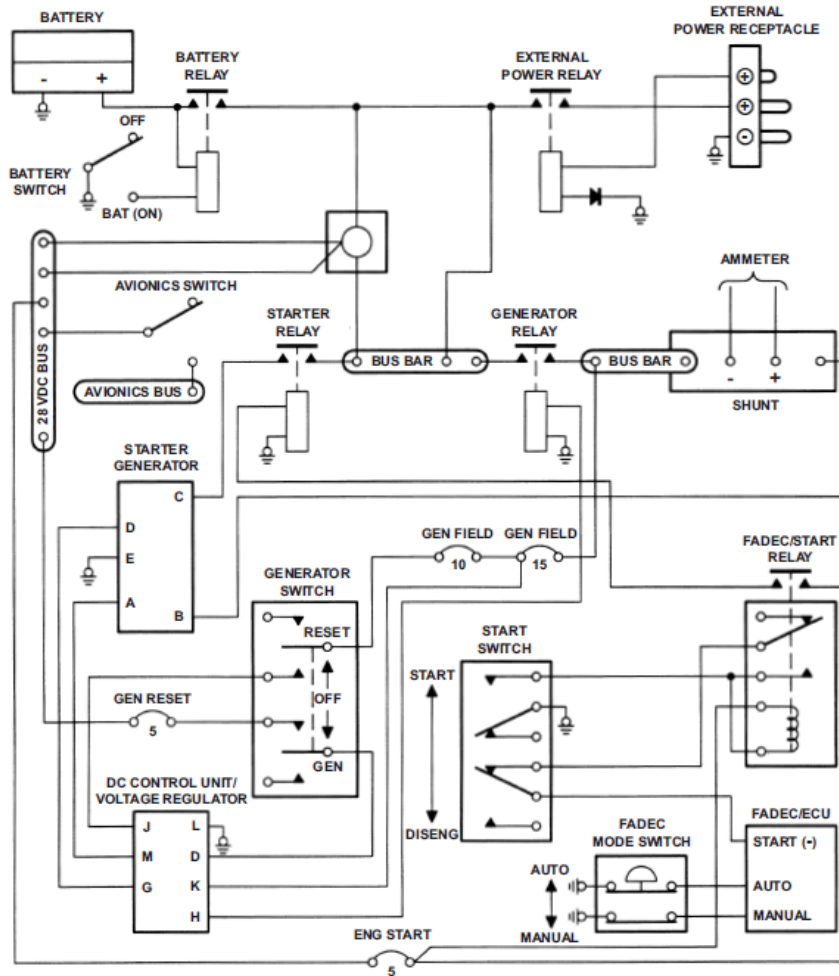 BATTERY
-
+
BATTERY
RELAY
EXTERNAL
POWER RELAY
EXTERNAL
POWER RECEPTACLE
+
+
-
OFF
BATTERY
SWITCH
BAT (ON)
28 VDC BUS
AVIONICS SWITCH
AVIONICS BUS
STARTER
RELAY
BUS BAR
GENERATOR
RELAY
BUS BAR
AMMETER
-
+
SHUNT
STARTER
GENERATOR
C
D
E
A
B
GENERATOR
SWITCH
RESET
OFF
GEN
GEN FIELD
10
GEN FIELD
15
GEN RESET
5
START
SWITCH
START
DISENG
FADEC/START
RELAY
DC CONTROL UNIT/
VOLTAGE REGULATOR
J
L
M
D
G
K
H
FADEC
MODE SWITCH
AUTO
MANUAL
FADEC/ECU
START (-)
AUTO
MANUAL
ENG START
5